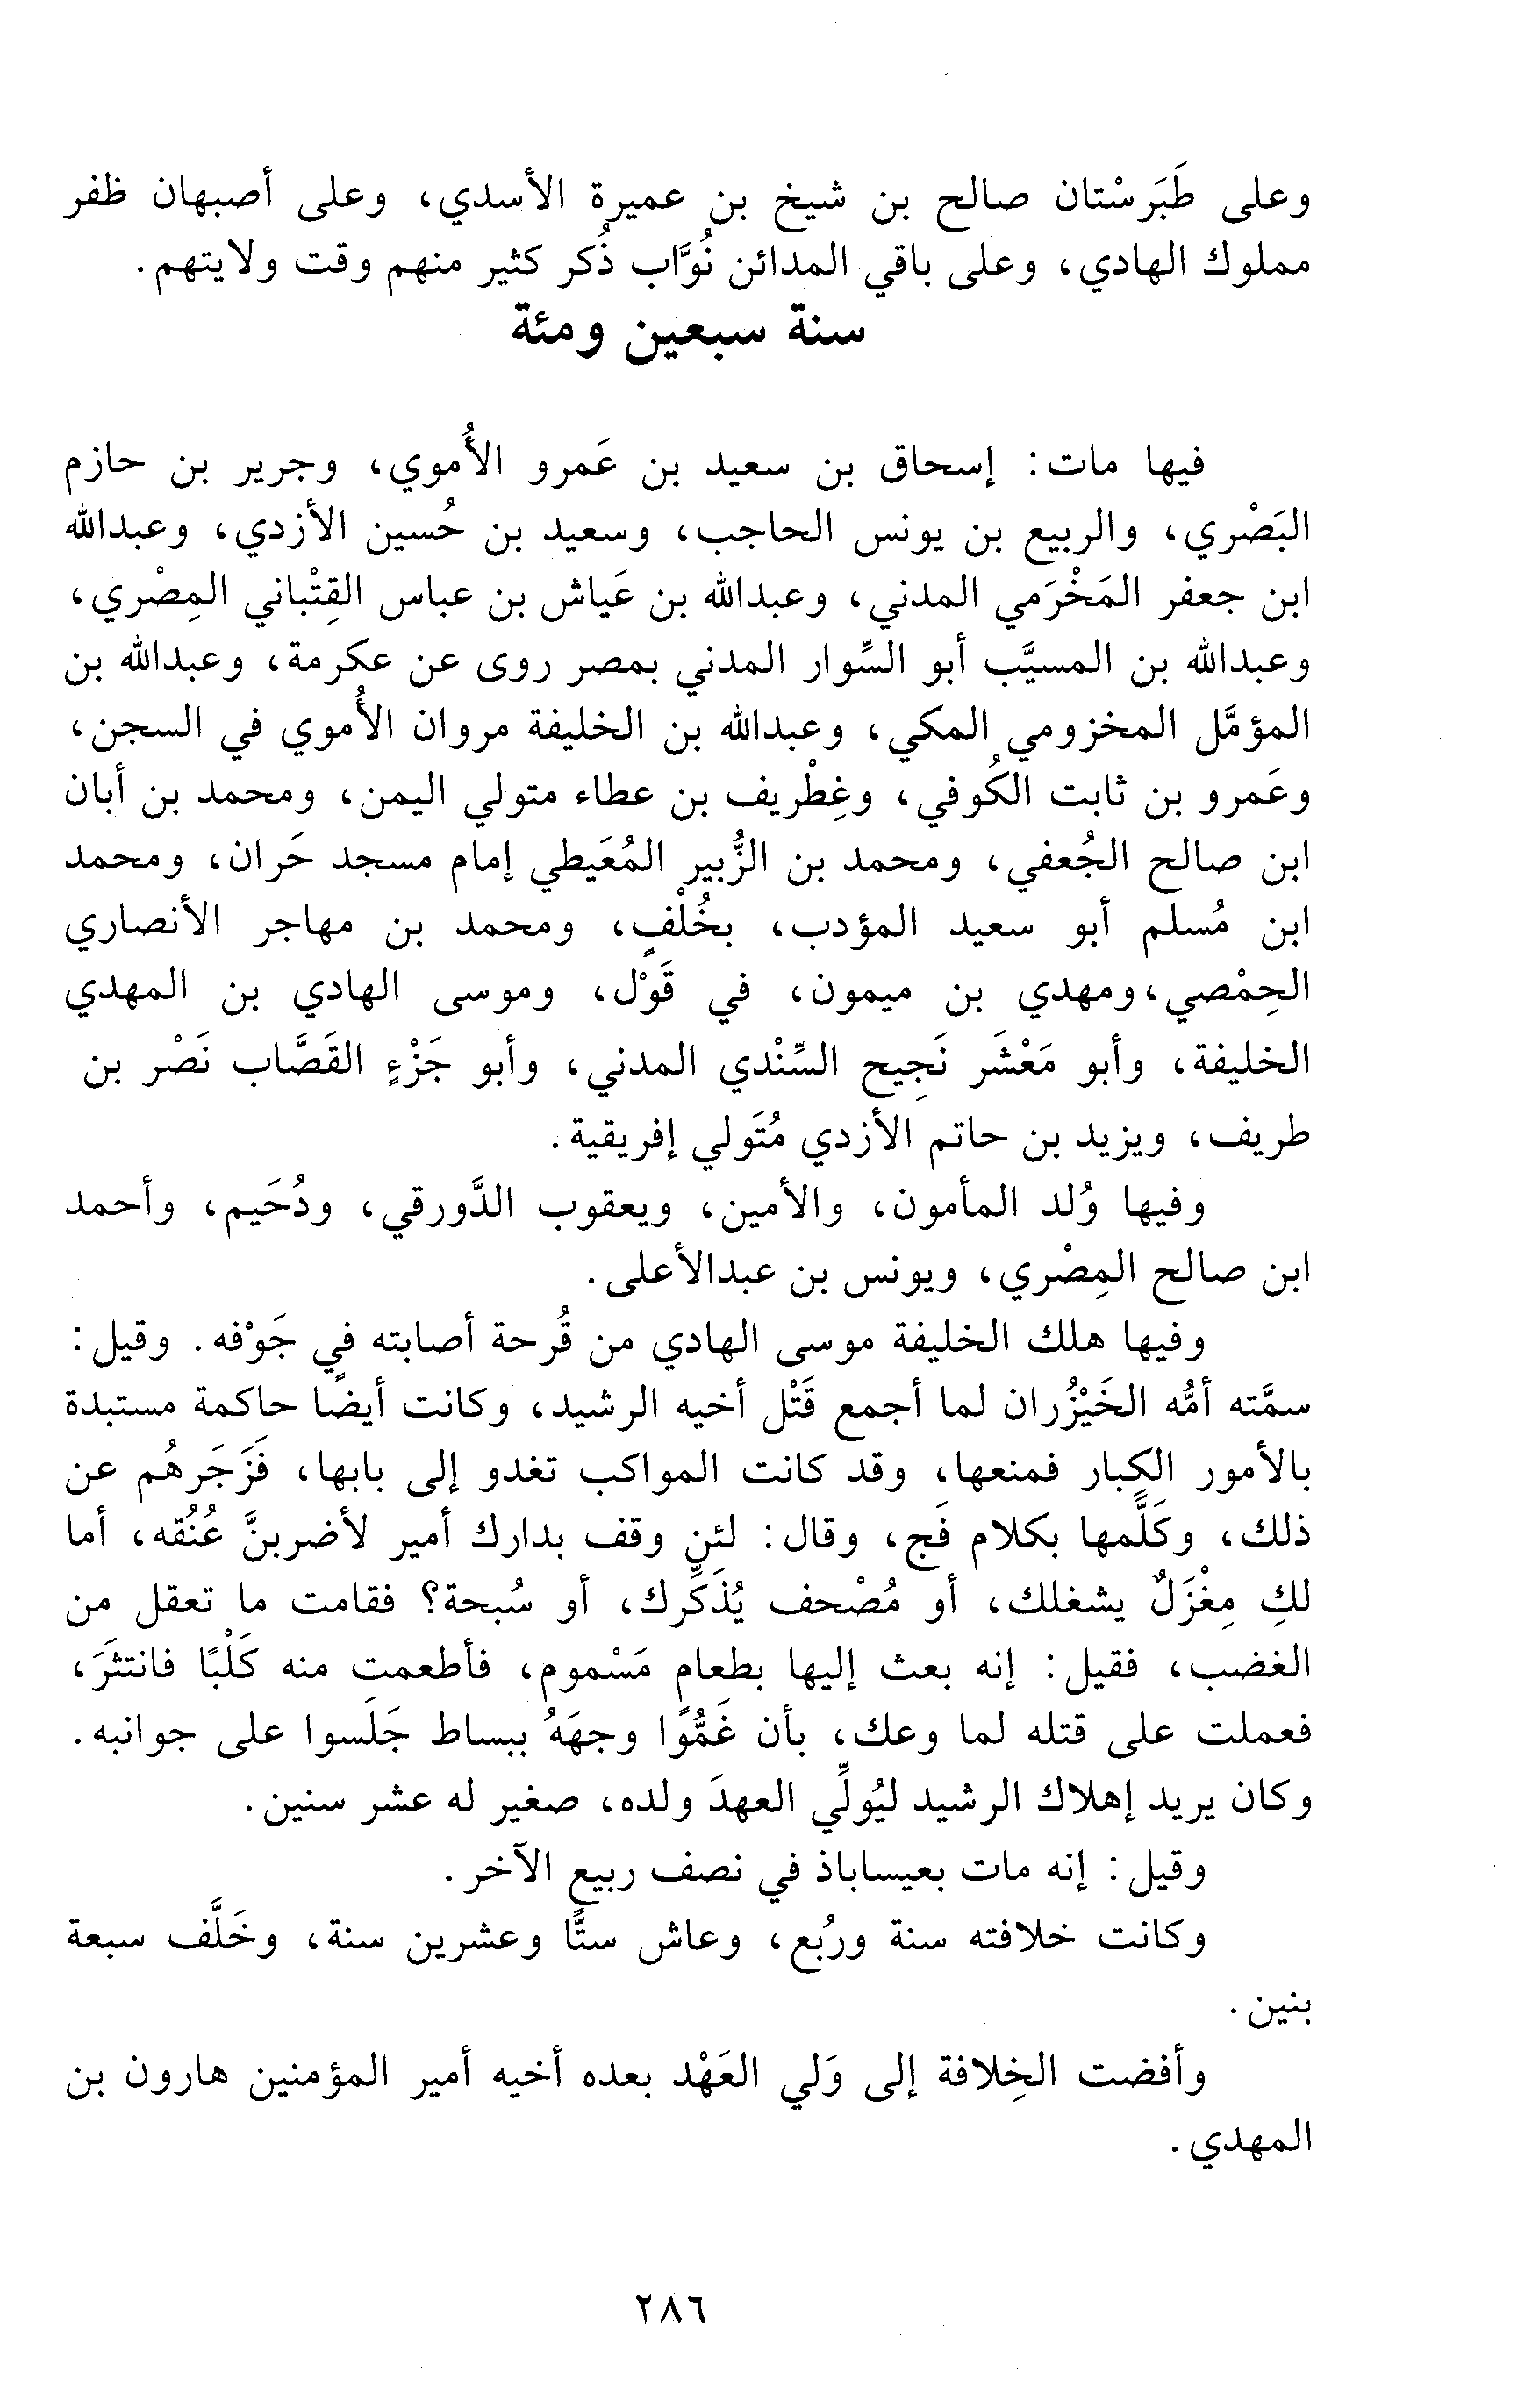 وعلى طَبَرسْتان صالح بن شيخ بن عميرة الأسدي، وعلى أصبهان ظفر
مملوك الهادي، وعلى باقي المدائن نُوَّاب ذُكر كثير منهم وقت ولايتهم.
سنة سبعين ومئة
فيها مات: إسحاق بن سعيد بن عَمرو الأُموي، وجرير بن حازم
البَصْري، والربيع بن يونس الحاجب، وسعيد بن حُسين الأزدي، وعبدالله
ابن جعفر المَخْرَمي المدني، وعبدالله بن عَياش بن عباس القِتْباني المِصْري،
وعبدالله بن المسيَّب أبو السِّوار المدني بمصر روى عن عكرمة، وعبدالله بن
المؤمَّل المخزومي المكي، وعبدالله بن الخليفة مروان الأُموي في السجن،
وعَمرو بن ثابت الكُوفي، وغِطْريف بن عطاء متولي اليمن، ومحمد بن أبان
ابن صالح الجُعفي، ومحمد بن الزُّبير المُعَيطي إمام مسجد حَران، ومحمد
ابن مُسلم أبو سعيد المؤدب، بخُلْفٍ، ومحمد بن مهاجر الأنصاري
الحِمْصي، ومهدي بن ميمون، في قَوْل، وموسى الهادي بن المهدي
الخليفة، وأبو مَعْشَر نَجِيح السِّنْدي المدني، وأبو جَزْءٍ القَصَّاب نَصْر بن
طريف، ويزيد بن حاتم الأزدي مُتَولي إفريقية.
وفيها وُلد المأمون، والأمين، ويعقوب الدَّورقي، ودُحَيم، وأحمد
ابن صالح المِصْري، ويونس بن عبدالأعلى.
وفيها هلك الخليفة موسى الهادي من قُرحة أصابته في جَوْفه. وقيل:
سمَّته أمُّه الخَيْزُران لما أجمع قَتْل أخيه الرشيد، وكانت أيضًا حاكمة مستبدة
بالأمور الكِبار فمنعها، وقد كانت المواكب تغدو إلى بابها، فَزَجَرهُم عن
ذلك، وكَلَّمها بكلام فَج، وقال: لئن وقف بدارك أمير لأضربنَّ عُنُقه، أما
لكِ مِغْزَلٌ يشغلك، أو مُصْحف يُذَكِّرك، أو سُبحة؟ فقامت ما تعقل من
الغضب، فقيل: إنه بعث إليها بطعام مَسْموم، فأطعمت منه كَلْبًا فانتثَرَ،
فعملت على قتله لما وعك، بأن غَمُّوا وجهَهُ ببساط جَلَسوا على جوانبه.
وكان يريد إهلاك الرشيد ليُولِّي العهدَ ولده، صغير له عشر سنين.
وقيل: إنه مات بعيساباذ في نصف ربيع الآخر.
وكانت خلافته سنة ورُبع، وعاش ستًّا وعشرين سنة، وخَلَّف سبعة
بنين.
وأفضت الخِلافة إلى وَلي العَهْد بعده أخيه أمير المؤمنين هارون بن
المهدي.
٢٨٦